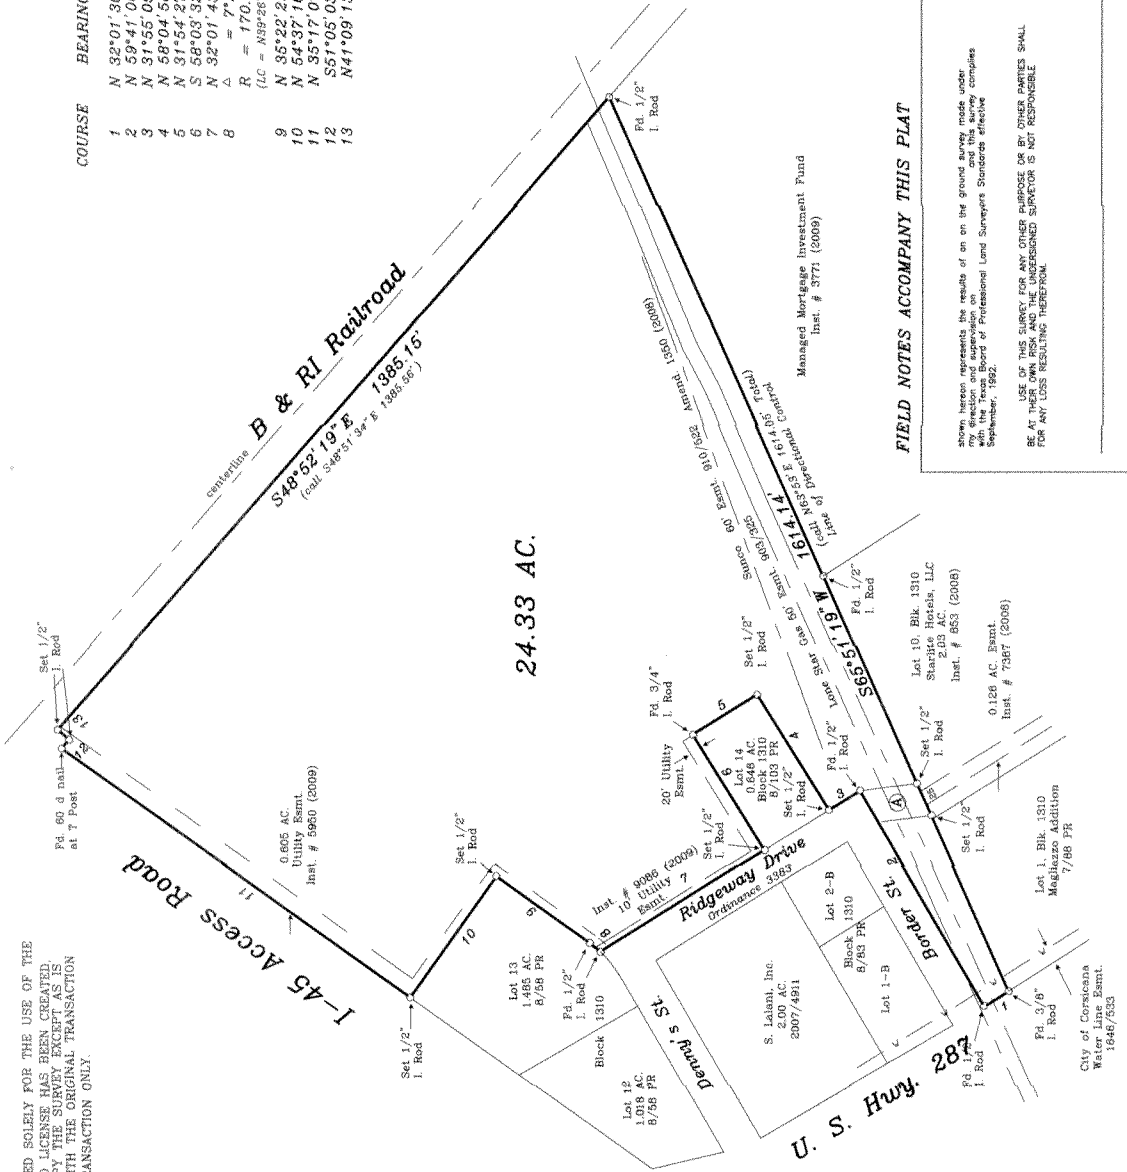 ED SOLELY FOR THE USE OF THE
LICENSE HAS BEEN CREATED,
PY THE SURVEY EXCEPT AS IS
TH THE ORIGINAL TRANSACTION
ANSACTION ONLY.
COURSE BEARING
1 N 32°01'3
2 N 59°41'0
3 N 31°55'0
4 N 58°04'5
5 N 31°54'2
6 S 58°03'3
7 N 32°01'4
8 Δ = 7°
R = 170.
(LC = N39°26'
9 N 35°22'2
10 N 54°37'1
11 N 35°17'0
12 S51°05'0
13 N41°09'1
Fd. 60 d nail
at T Post
Set 1/2"
I. Rod
12
13
centerline
B & RI Railroad
S48°52'19" E 1385.15'
(call S48°51'34" E 1385.56')
Fd. 1/2"
I. Rod
I-45 Access Road
11
0.605 AC.
Utility Esmt.
Inst. # 5950 (2009)
24.33 AC.
Set 1/2"
I. Rod
10
9
Set 1/2"
I. Rod
Lot 13
1.485 AC.
8/58 PR
Fd. 1/2"
I. Rod
8
Block 1310
Lot 12
1.018 AC.
8/58 PR
Inst. # 9086 (2009)
10' Utility
Esmt.
7
Set 1/2"
I. Rod
20' Utility
Esmt.
Fd. 3/4"
I. Rod
6
5
Lot 14
0.646 AC.
Block 1310
8/103 PR
Set 1/2"
I. Rod
4
Set 1/2"
I. Rod
3
Fd. 1/2"
I. Rod
Ridgeway Drive
Ordinance 3363
Denny's St.
S. Lalani, Inc.
2.00 AC.
2007/4911
Lot 2-B
Block 1310
8/83 PR
Lot 1-B
Border St.
2
U. S. Hwy. 287
Fd. 1/2"
I. Rod
1
Fd. 3/8"
I. Rod
City of Corsicana
Water Line Esmt.
1646/533
Sunco 60' Esmt. 910/522 Amend. 1350 (2008)
Lone Star Gas 60' Esmt. 903/325
S65°51'19" W 1614.14'
(call N63°53' E 1614.05' Total)
Line of Directional Control
Managed Mortgage Investment Fund
Inst. # 3771 (2009)
Fd. 1/2"
I. Rod
Lot 10, Blk. 1310
Starlite Hotels, LLC
2.03 AC.
Inst. # 653 (2008)
0.126 AC. Esmt.
Inst. # 7387 (2008)
A
Set 1/2"
I. Rod
Set 1/2"
I. Rod
Lot 1, Blk. 1310
Magliazzo Addition
7/88 PR
FIELD NOTES ACCOMPANY THIS PLAT
shown hereon represents the results of an on the ground survey made under
my direction and supervision on and this survey complies
with the Texas Board of Professional Land Surveyors Standards effective
September, 1992.
USE OF THIS SURVEY FOR ANY OTHER PURPOSE OR BY OTHER PARTIES SHALL
BE AT THEIR OWN RISK AND THE UNDERSIGNED SURVEYOR IS NOT RESPONSIBLE
FOR ANY LOSS RESULTING THEREFROM.